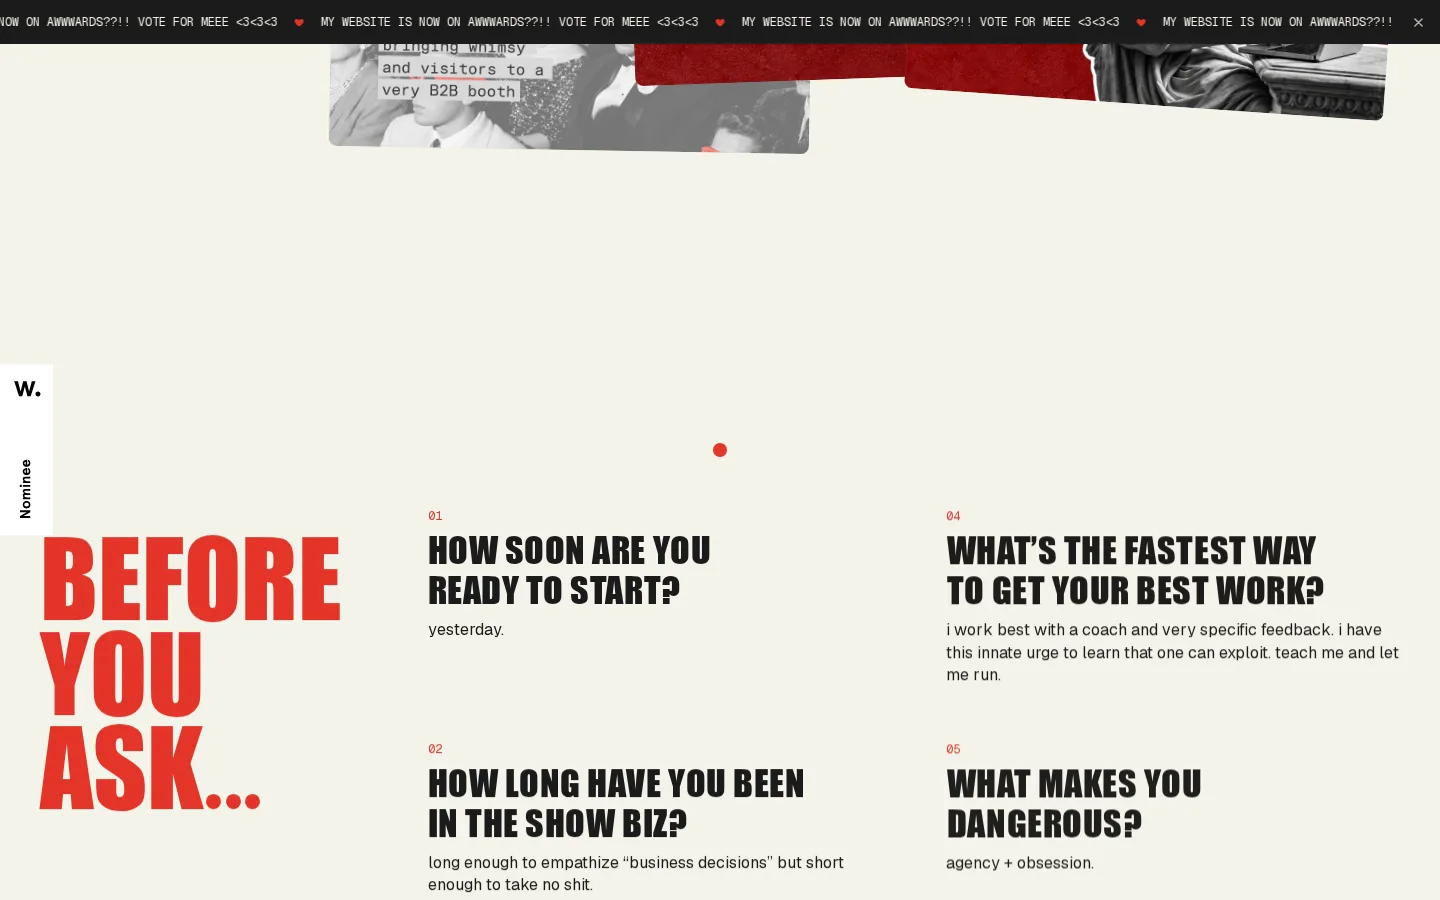 NOW ON AWWWARDS??!! VOTE FOR MEEE <3<3<3 MY WEBSITE IS NOW ON AWWWARDS??!! VOTE FOR MEEE <3<3<3 MY WEBSITE IS NOW ON AWWWARDS??!! VOTE FOR MEEE <3<3<3 MY WEBSITE IS NOW ON AWWWARDS??!!
bringing whimsy
and visitors to a
very B2B booth
W.
Nominee
BEFORE
YOU
ASK...
01
HOW SOON ARE YOU
READY TO START?
yesterday.
02
HOW LONG HAVE YOU BEEN
IN THE SHOW BIZ?
long enough to empathize “business decisions” but short
enough to take no shit.
04
WHAT’S THE FASTEST WAY
TO GET YOUR BEST WORK?
i work best with a coach and very specific feedback. i have
this innate urge to learn that one can exploit. teach me and let
me run.
05
WHAT MAKES YOU
DANGEROUS?
agency + obsession.